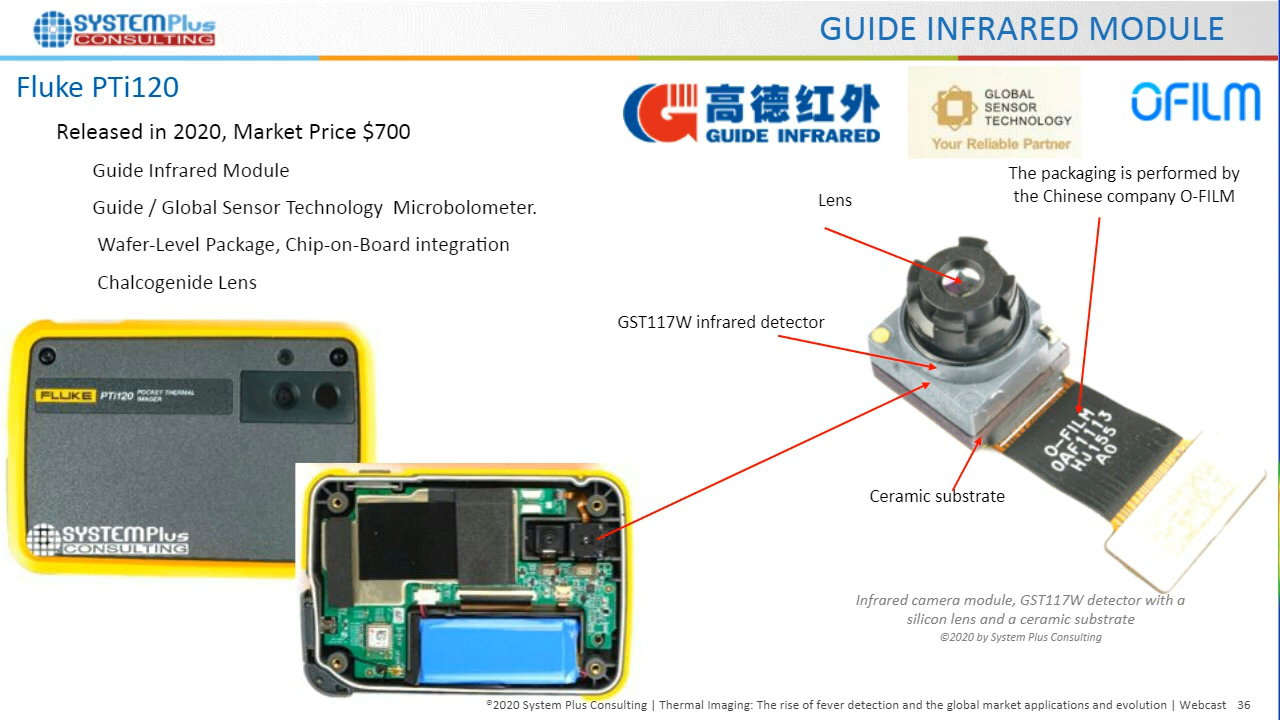 SYSTEMPlus
CONSULTING
GUIDE INFRARED MODULE
Fluke PTi120
Released in 2020, Market Price $700
Guide Infrared Module
Guide / Global Sensor Technology Microbolometer.
Wafer-Level Package, Chip-on-Board integration
Chalcogenide Lens
高德红外
GUIDE INFRARED
GLOBAL
SENSOR
TECHNOLOGY
Your Reliable Partner
OFILM
The packaging is performed by
the Chinese company O-FILM
Lens
GST117W infrared detector
Ceramic substrate
O-FILM
OAF1113
HJ155
A0
FLUKE PTi120 POCKET THERMAL
IMAGER
SYSTEMPlus
CONSULTING
Infrared camera module, GST117W detector with a
silicon lens and a ceramic substrate
©2020 by System Plus Consulting
©2020 System Plus Consulting | Thermal Imaging: The rise of fever detection and the global market applications and evolution | Webcast 36